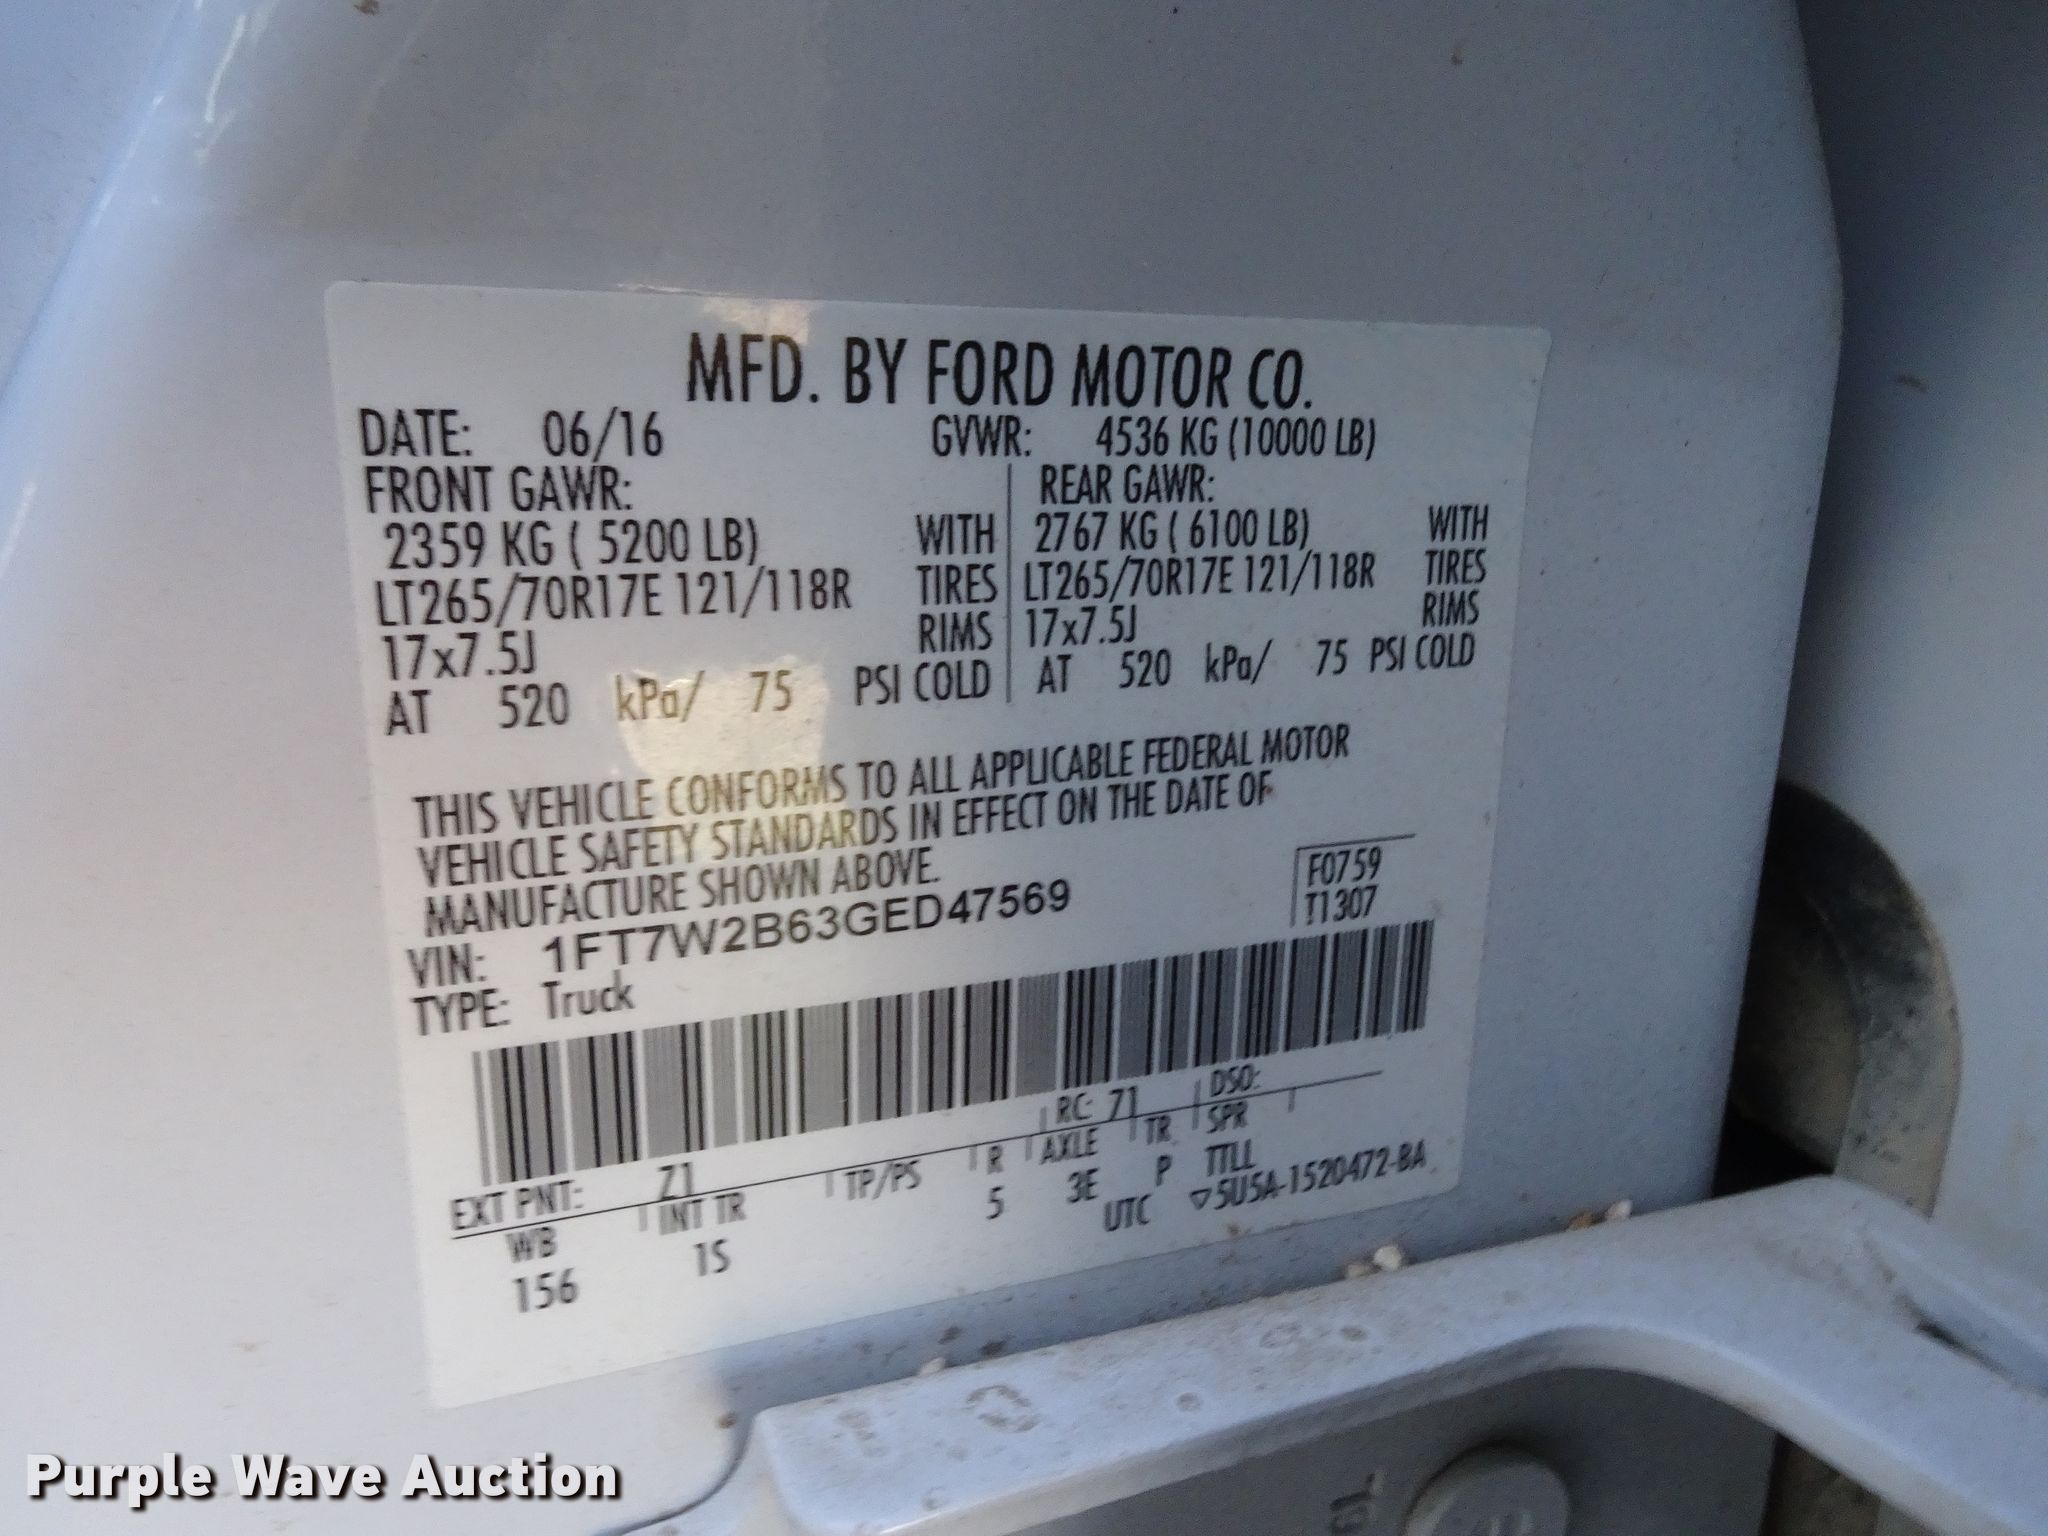 MFD. BY FORD MOTOR CO.
DATE: 06/16 GVWR: 4536 KG (10000 LB)
FRONT GAWR: REAR GAWR:
2359 KG ( 5200 LB) WITH 2767 KG ( 6100 LB) WITH
LT265/70R17E 121/118R TIRES LT265/70R17E 121/118R TIRES
17x7.5J RIMS 17x7.5J RIMS
AT 520 kPa/ 75 PSI COLD AT 520 kPa/ 75 PSI COLD
THIS VEHICLE CONFORMS TO ALL APPLICABLE FEDERAL MOTOR
VEHICLE SAFETY STANDARDS IN EFFECT ON THE DATE OF
MANUFACTURE SHOWN ABOVE.
F0759
T1307
VIN: 1FT7W2B63GED47569
TYPE: Truck
EXT PNT: Z1 RC: 71 DSO:
WB INT TR TP/PS R AXLE TR SPR
156 1S 5 3E P TTLL
UTC ▽5U5A-1520472-BA
Purple Wave Auction